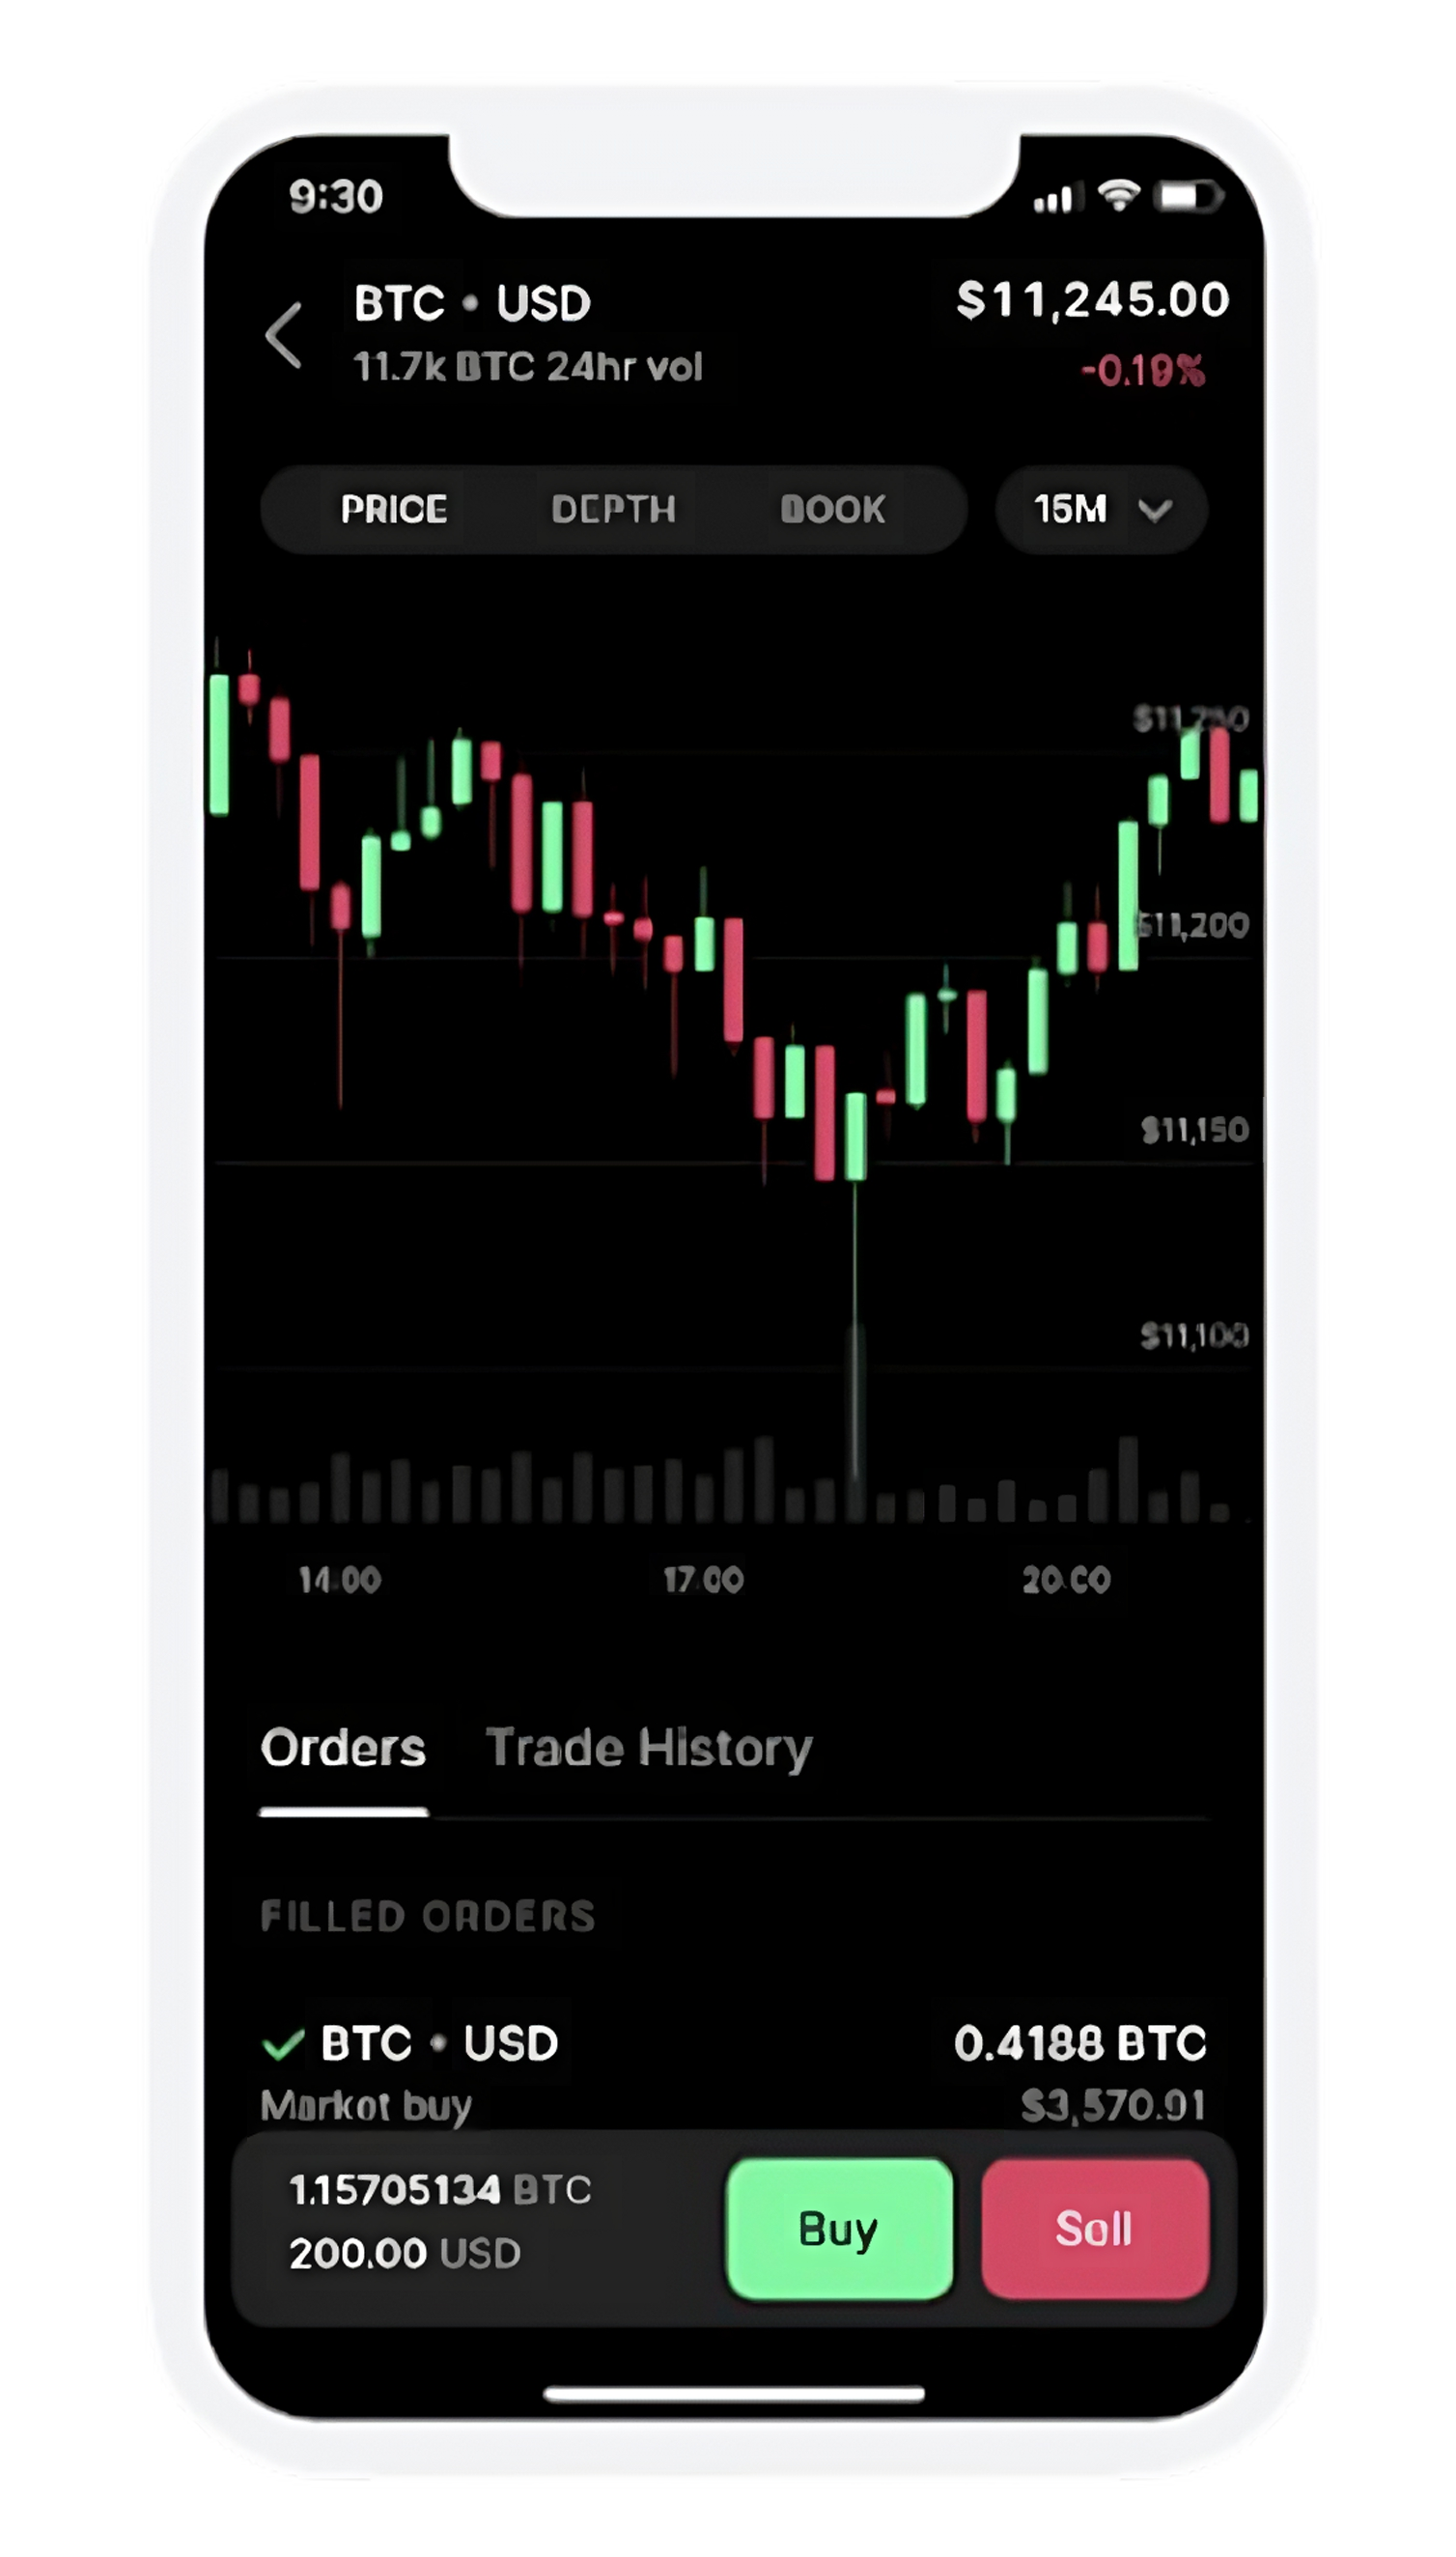 9:30
BTC • USD
$11,245.00
11.7k BTC 24hr vol
-0.19%
PRICE DEPTH BOOK 15M
$11,250
$11,200
$11,150
$11,100
14:00 17:00 20:00
Orders Trade History
FILLED ORDERS
BTC • USD
0.4188 BTC
Market buy
$3,570.91
1.15705134 BTC
200.00 USD
Buy Sell